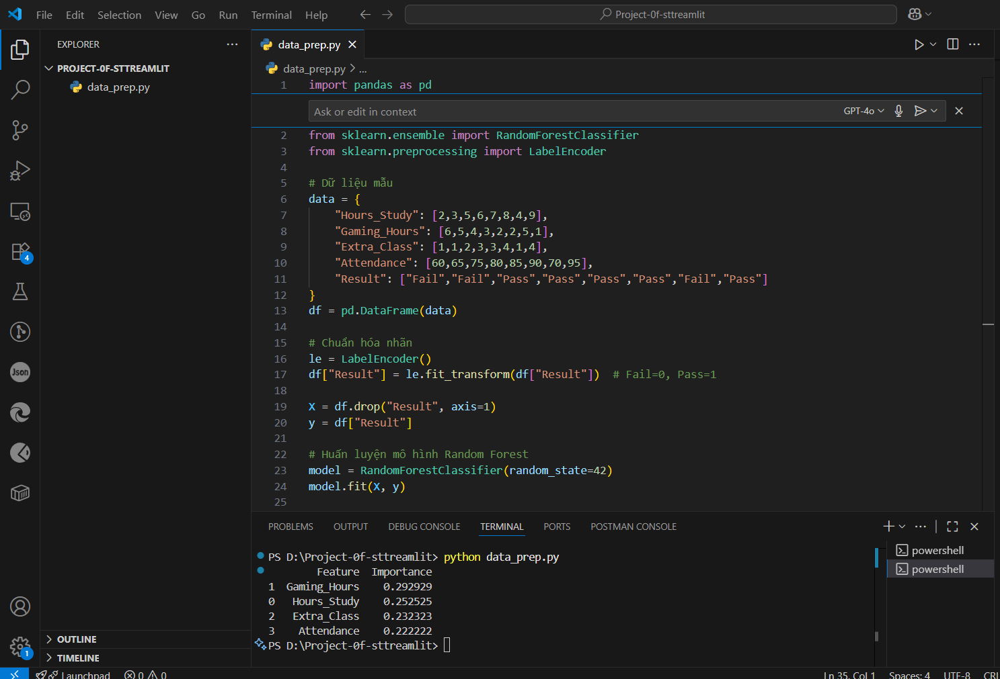 File Edit Selection View Go Run Terminal Help
Project-0f-sttreamlit
EXPLORER
PROJECT-0F-STTREAMLIT
data_prep.py
4
Json
1
OUTLINE
TIMELINE
data_prep.py
data_prep.py > ...
1 import pandas as pd
Ask or edit in context GPT-4o
2 from sklearn.ensemble import RandomForestClassifier
3 from sklearn.preprocessing import LabelEncoder
4
5 # Dữ liệu mẫu
6 data = {
7 "Hours_Study": [2,3,5,6,7,8,4,9],
8 "Gaming_Hours": [6,5,4,3,2,2,5,1],
9 "Extra_Class": [1,1,2,3,3,4,1,4],
10 "Attendance": [60,65,75,80,85,90,70,95],
11 "Result": ["Fail","Fail","Pass","Pass","Pass","Pass","Fail","Pass"]
12 }
13 df = pd.DataFrame(data)
14
15 # Chuẩn hóa nhãn
16 le = LabelEncoder()
17 df["Result"] = le.fit_transform(df["Result"])  # Fail=0, Pass=1
18
19 X = df.drop("Result", axis=1)
20 y = df["Result"]
21
22 # Huấn luyện mô hình Random Forest
23 model = RandomForestClassifier(random_state=42)
24 model.fit(X, y)
25
PROBLEMS OUTPUT DEBUG CONSOLE TERMINAL PORTS POSTMAN CONSOLE
PS D:\Project-0f-sttreamlit> python data_prep.py
Feature Importance
1 Gaming_Hours 0.292929
0 Hours_Study 0.252525
2 Extra_Class 0.232323
3 Attendance 0.222222
PS D:\Project-0f-sttreamlit>
powershell
powershell
Launchpad 0 0 Ln 35, Col 1 Spaces: 4 UTF-8 CRL